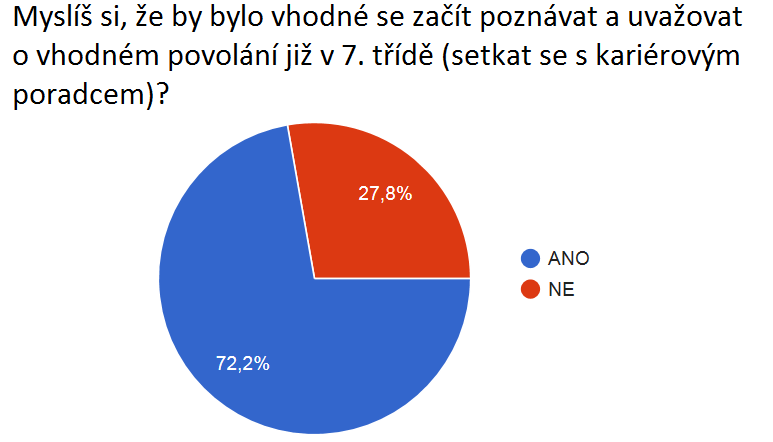 Myslíš si, že by bylo vhodné se začít poznávat a uvažovat
o vhodném povolání již v 7. třídě (setkat se s kariérovým
poradcem)?
27,8%
ANO
NE
72,2%